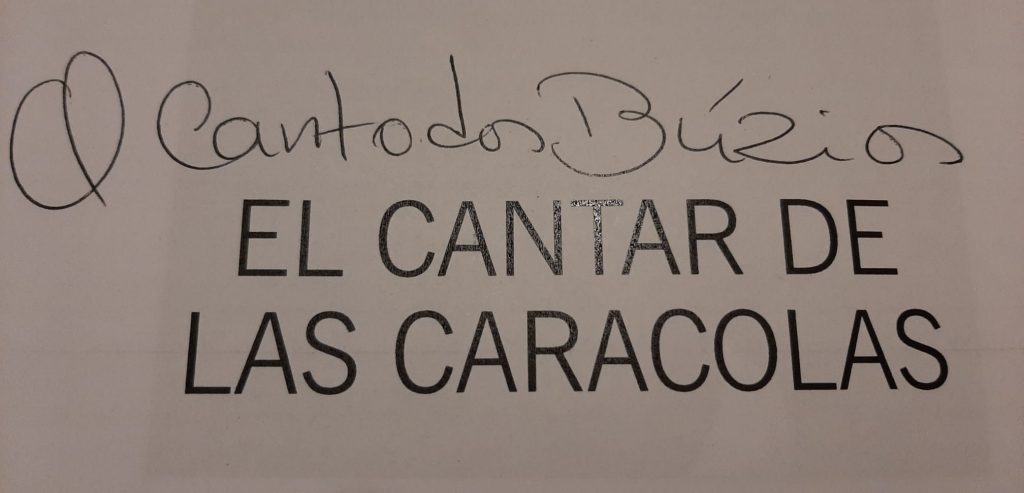 O Canto dos Búzios
EL CANTAR DE
LAS CARACOLAS